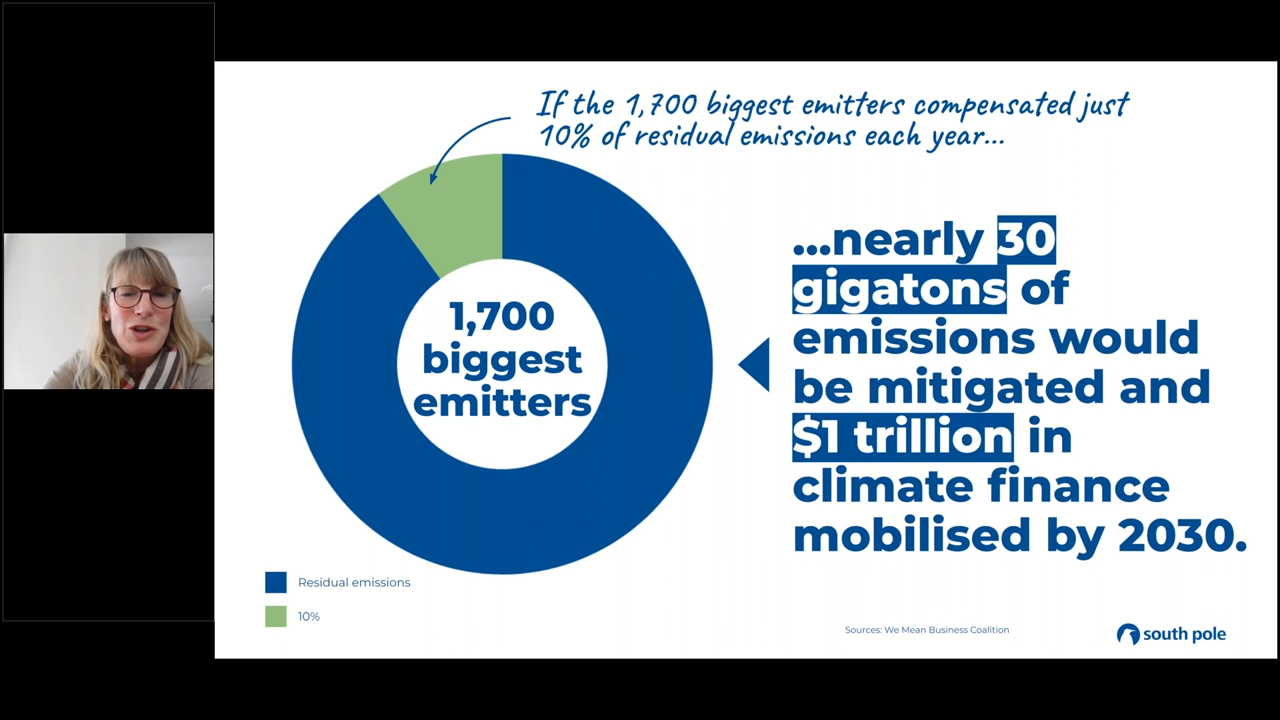 If the 1,700 biggest emitters compensated just
10% of residual emissions each year...
1,700
biggest
emitters
...nearly 30
gigatons of
emissions would
be mitigated and
$1 trillion in
climate finance
mobilised by 2030.
Residual emissions
10%
Sources: We Mean Business Coalition
south pole